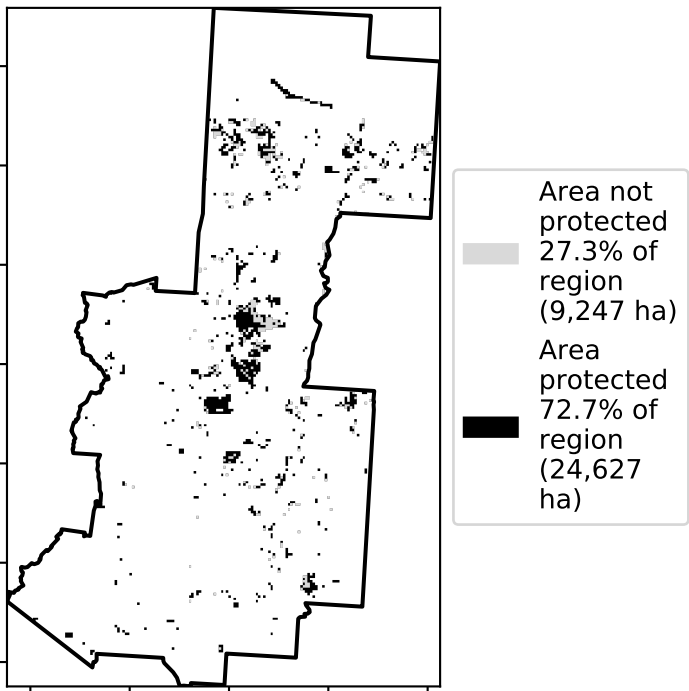 Area not
protected
27.3% of
region
(9,247 ha)
Area
protected
72.7% of
region
(24,627
ha)